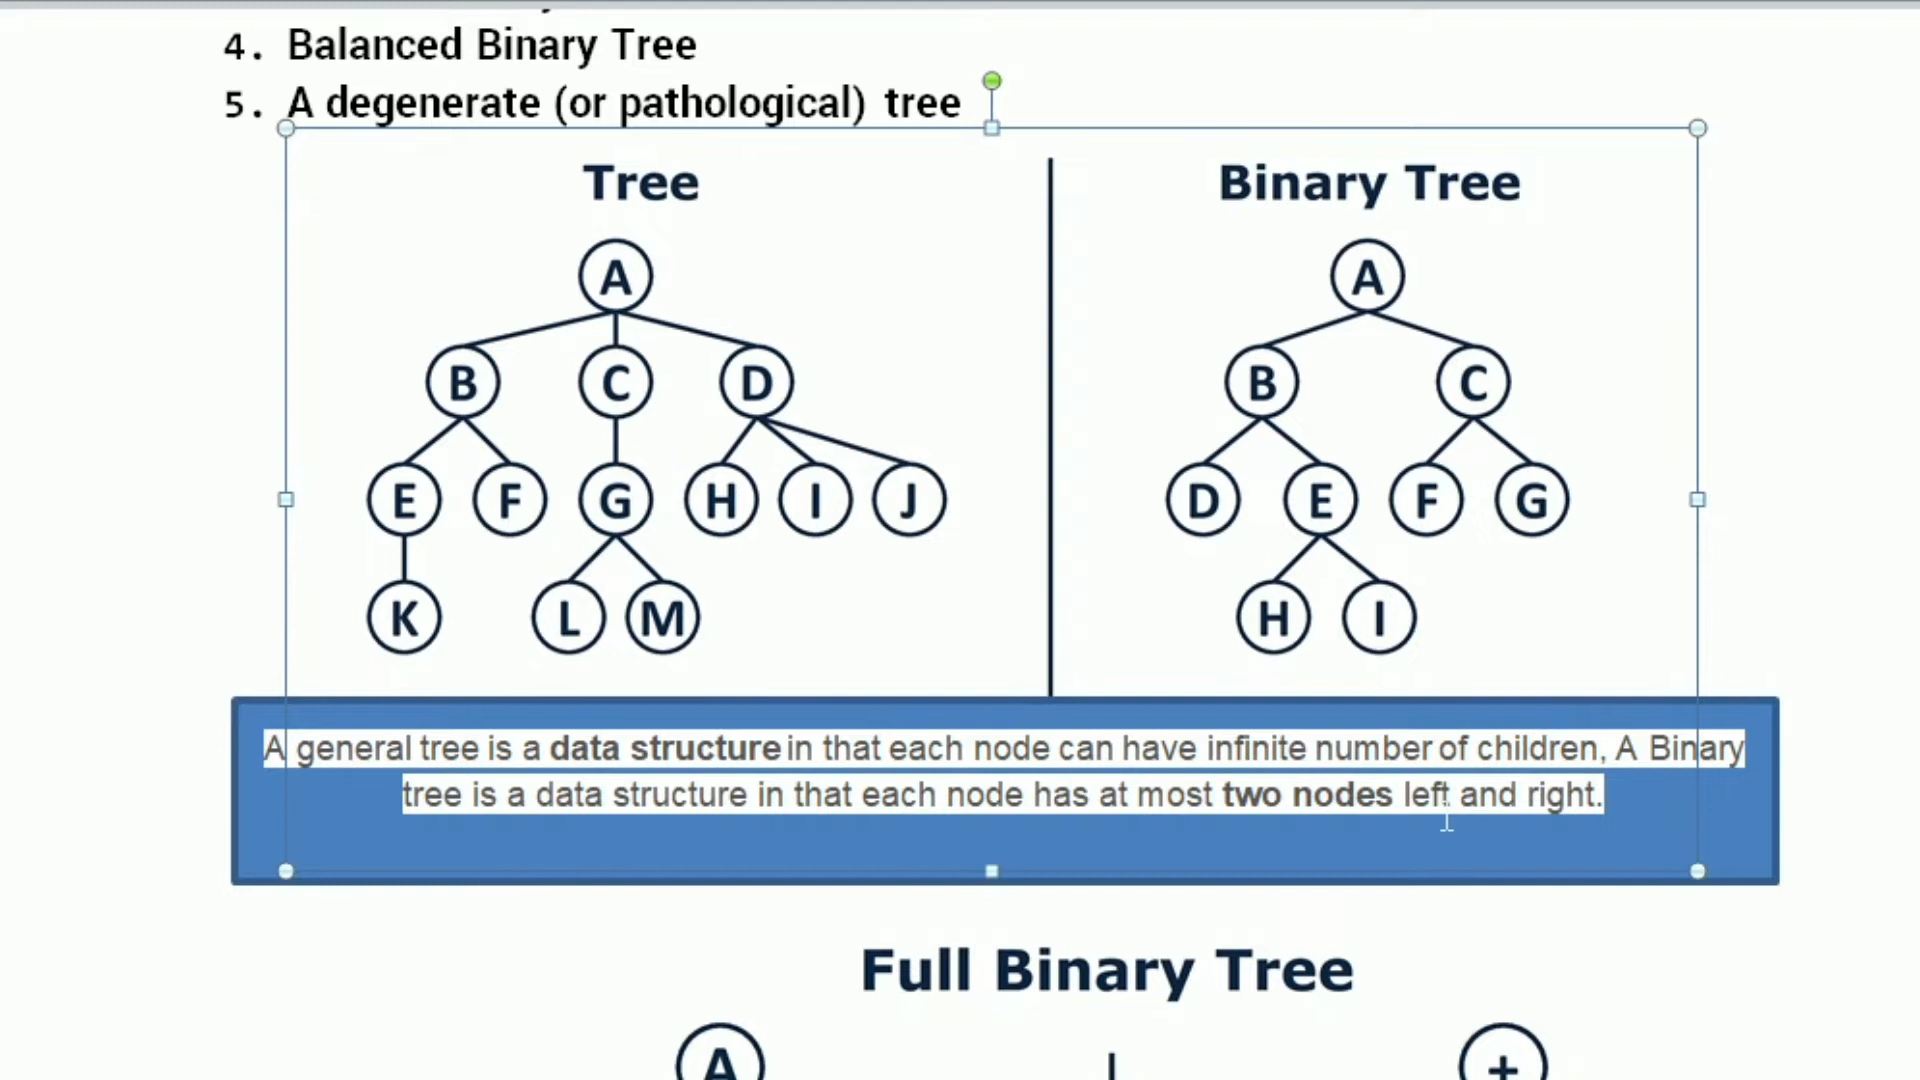 4. Balanced Binary Tree
5. A degenerate (or pathological) tree
Tree
Binary Tree
A
A
B C D
B C
E F G H I J
D E F G
K L M
H I
A general tree is a data structure in that each node can have infinite number of children, A Binary
tree is a data structure in that each node has at most two nodes left and right.
Full Binary Tree
A
+